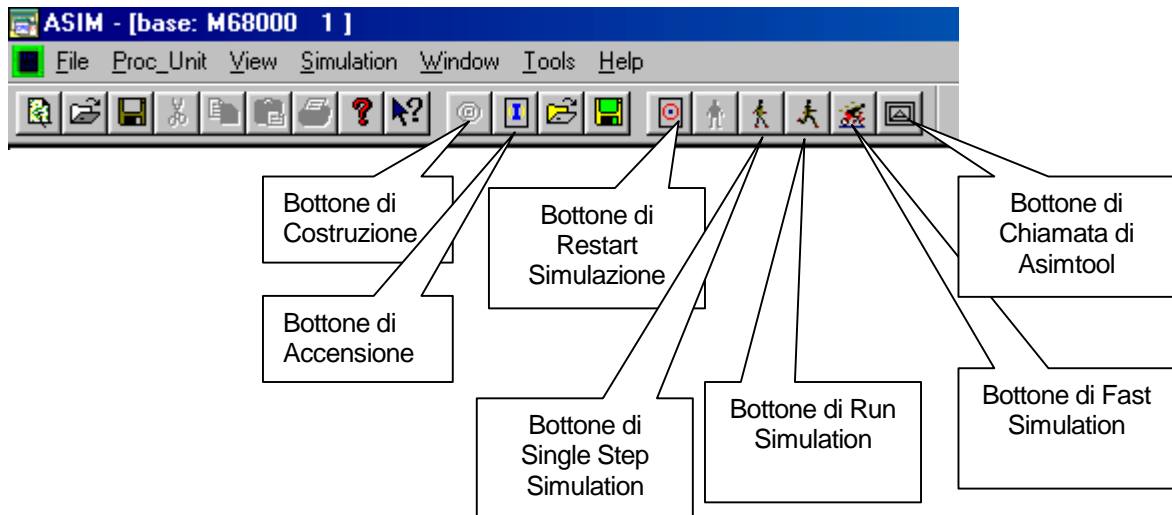 ASIM - [base: M68000 1 ]
File Proc_Unit View Simulation Window Tools Help
Bottone di
Costruzione
Bottone di
Restart
Simulazione
Bottone di
Chiamata di
Asimtool
Bottone di
Accensione
Bottone di
Single Step
Simulation
Bottone di Run
Simulation
Bottone di Fast
Simulation